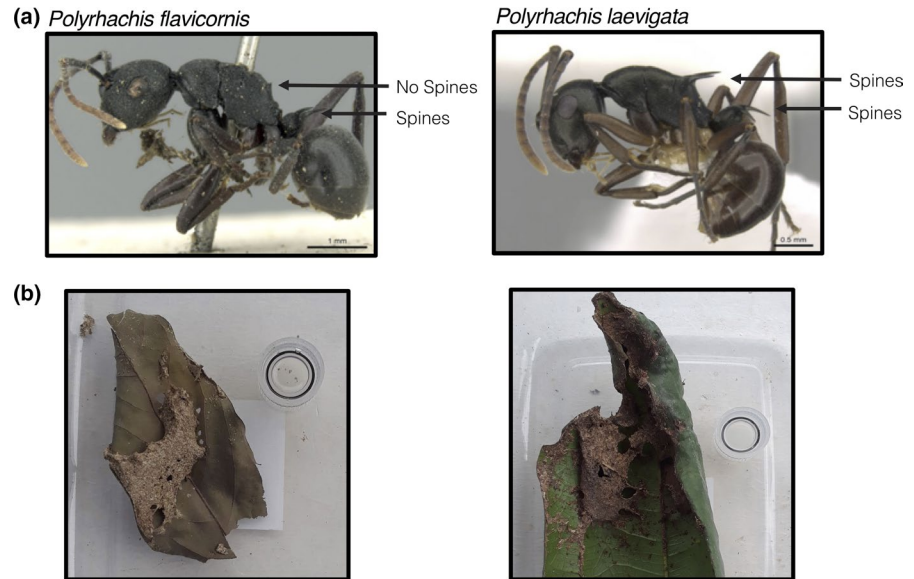 (a) Polyrhachis flavicornis
Polyrhachis laevigata
No Spines
Spines
Spines
Spines
1 mm
0.5 mm
(b)